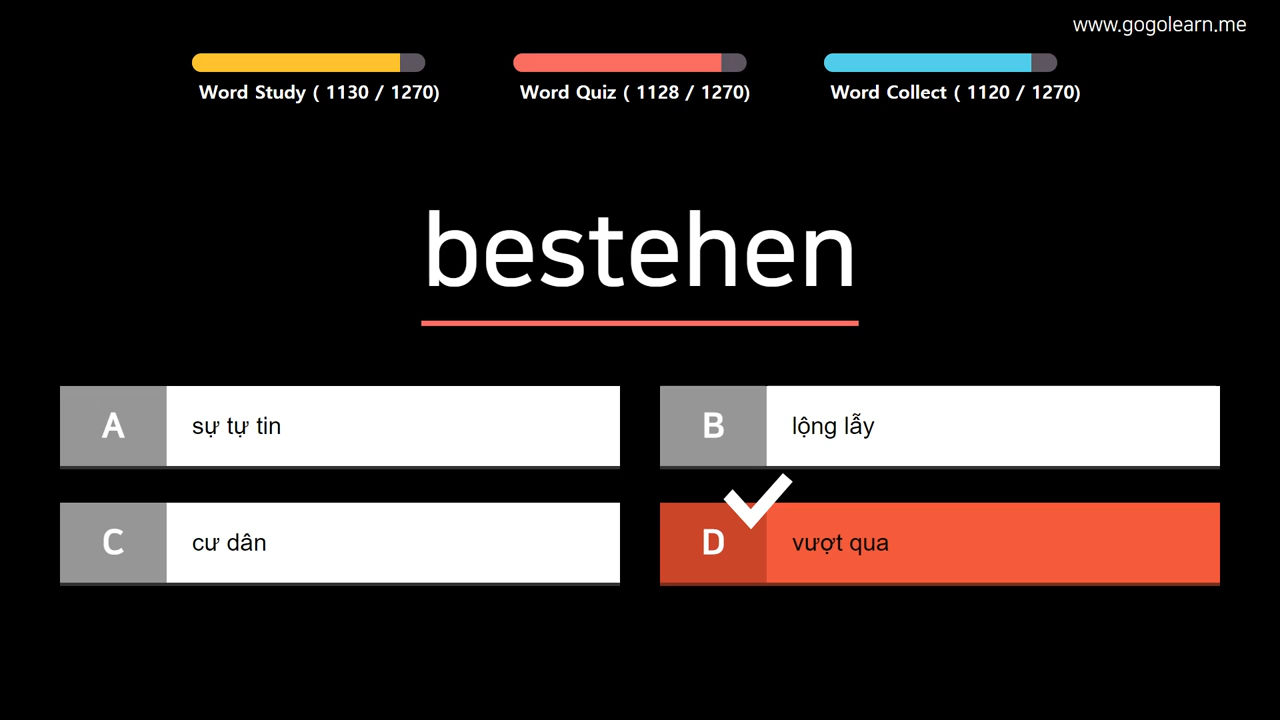 www.gogolearn.me
Word Study ( 1130 / 1270)
Word Quiz ( 1128 / 1270)
Word Collect ( 1120 / 1270)
bestehen
A sự tự tin
B lộng lẫy
C cư dân
D vượt qua